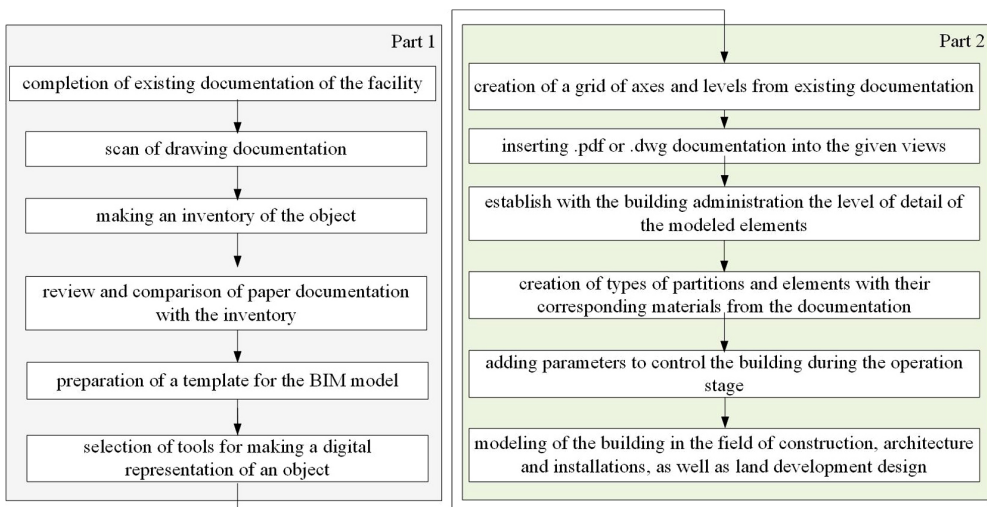 Part 1
completion of existing documentation of the facility
scan of drawing documentation
making an inventory of the object
review and comparison of paper documentation
with the inventory
preparation of a template for the BIM model
selection of tools for making a digital
representation of an object
Part 2
creation of a grid of axes and levels from existing documentation
inserting .pdf or .dwg documentation into the given views
establish with the building administration the level of detail of
the modeled elements
creation of types of partitions and elements with their
corresponding materials from the documentation
adding parameters to control the building during the operation
stage
modeling of the building in the field of construction, architecture
and installations, as well as land development design